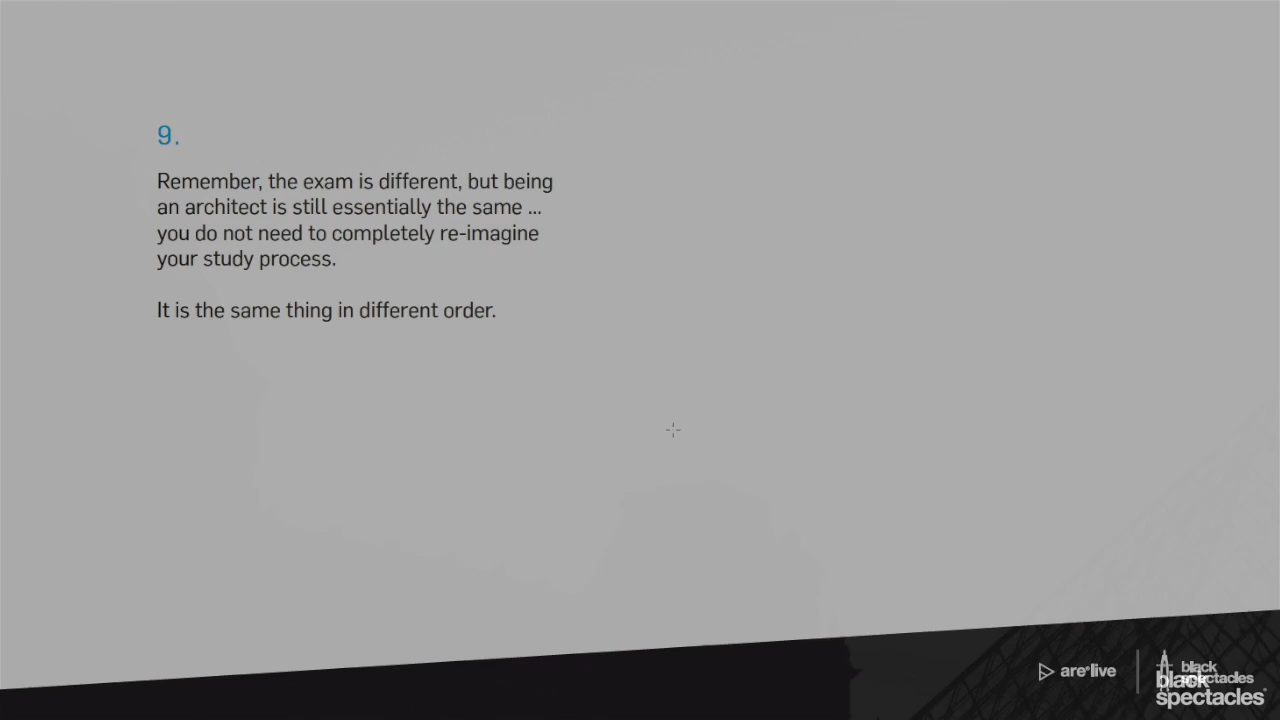 9.
Remember, the exam is different, but being
an architect is still essentially the same ...
you do not need to completely re-imagine
your study process.
It is the same thing in different order.
are®live
black
spectacles
black
spectacles